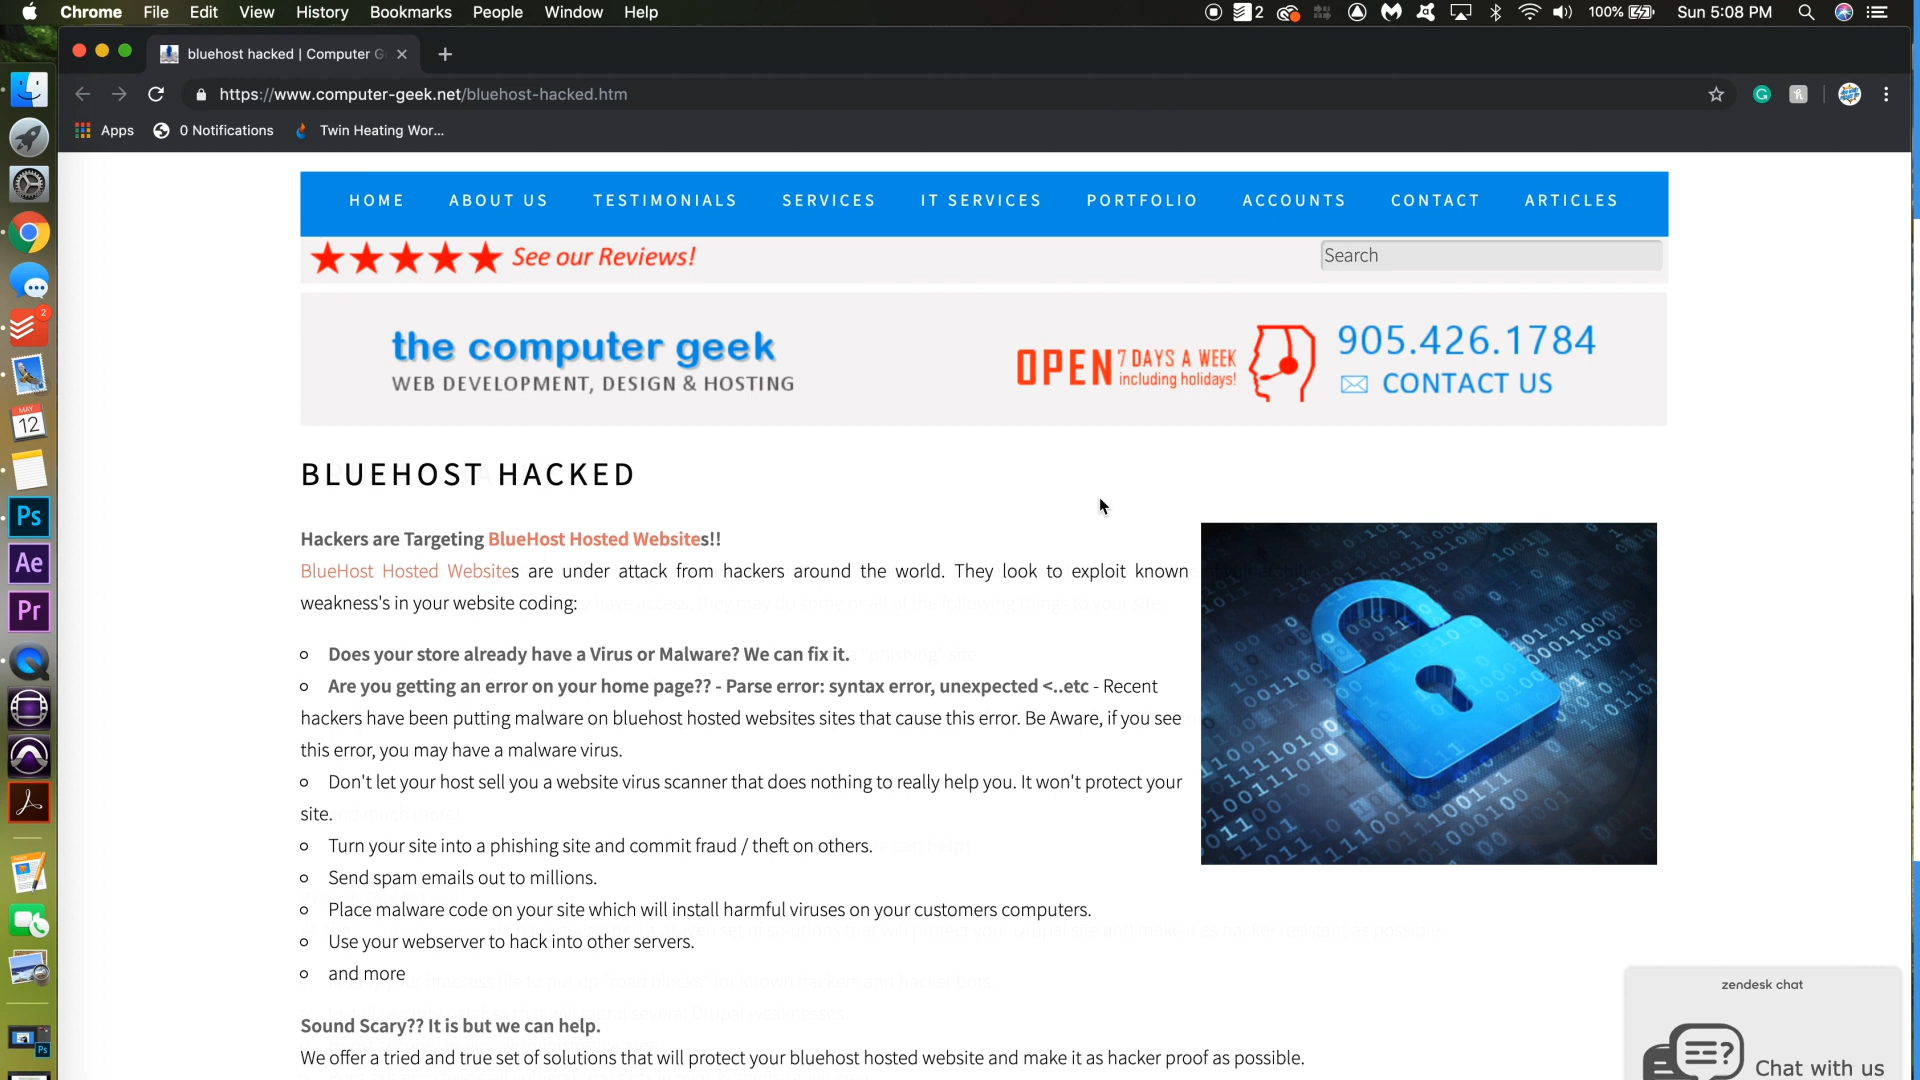 Chrome File Edit View History Bookmarks People Window Help 2 100% Sun 5:08 PM
bluehost hacked | Computer G
https://www.computer-geek.net/bluehost-hacked.htm
Apps 0 Notifications Twin Heating Wor...
HOME ABOUT US TESTIMONIALS SERVICES IT SERVICES PORTFOLIO ACCOUNTS CONTACT ARTICLES
See our Reviews! Search
the computer geek
WEB DEVELOPMENT, DESIGN & HOSTING
OPEN 7 DAYS A WEEK
including holidays!
905.426.1784
CONTACT US
BLUEHOST HACKED
Hackers are Targeting BlueHost Hosted Websites!!
BlueHost Hosted Websites are under attack from hackers around the world. They look to exploit known
weakness's in your website coding:
Does your store already have a Virus or Malware? We can fix it.
Are you getting an error on your home page?? - Parse error: syntax error, unexpected <..etc - Recent
hackers have been putting malware on bluehost hosted websites sites that cause this error. Be Aware, if you see
this error, you may have a malware virus.
Don't let your host sell you a website virus scanner that does nothing to really help you. It won't protect your
site.
Turn your site into a phishing site and commit fraud / theft on others.
Send spam emails out to millions.
Place malware code on your site which will install harmful viruses on your customers computers.
Use your webserver to hack into other servers.
and more
Sound Scary?? It is but we can help.
We offer a tried and true set of solutions that will protect your bluehost hosted website and make it as hacker proof as possible.
zendesk chat
Chat with us
2
MAY
12
Ps
Ae
Pr
Ps